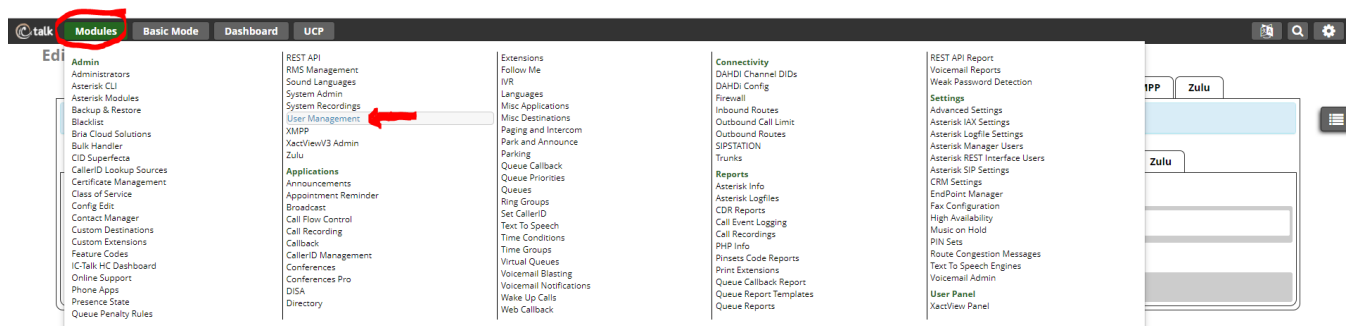 talk Modules Basic Mode Dashboard UCP
Edi
Admin
Administrators
Asterisk CLI
Asterisk Modules
Backup & Restore
Blacklist
Bria Cloud Solutions
Bulk Handler
CID Superfecta
CallerID Lookup Sources
Certificate Management
Class of Service
Config Edit
Contact Manager
Custom Destinations
Custom Extensions
Feature Codes
IC-Talk HC Dashboard
Online Support
Phone Apps
Presence State
Queue Penalty Rules
REST API
RMS Management
Sound Languages
System Admin
System Recordings
User Management
XMPP
XactViewV3 Admin
Zulu
Applications
Announcements
Appointment Reminder
Broadcast
Call Flow Control
Call Recording
Callback
CallerID Management
Conferences
Conferences Pro
DISA
Directory
Extensions
Follow Me
IVR
Languages
Misc Applications
Misc Destinations
Paging and Intercom
Park and Announce
Parking
Queue Callback
Queue Priorities
Queues
Ring Groups
Set CallerID
Text To Speech
Time Conditions
Time Groups
Virtual Queues
Voicemail Blasting
Voicemail Notifications
Wake Up Calls
Web Callback
Connectivity
DAHDI Channel DIDs
DAHDi Config
Firewall
Inbound Routes
Outbound Call Limit
Outbound Routes
SIPSTATION
Trunks
Reports
Asterisk Info
Asterisk Logfiles
CDR Reports
Call Event Logging
Call Recordings
PHP Info
Pinsets Code Reports
Print Extensions
Queue Callback Report
Queue Report Templates
Queue Reports
REST API Report
Voicemail Reports
Weak Password Detection
Settings
Advanced Settings
Asterisk IAX Settings
Asterisk Logfile Settings
Asterisk Manager Users
Asterisk REST Interface Users
Asterisk SIP Settings
CRM Settings
EndPoint Manager
Fax Configuration
High Availability
Music on Hold
PIN Sets
Route Congestion Messages
Text To Speech Engines
Voicemail Admin
User Panel
XactView Panel
MPP Zulu
Zulu